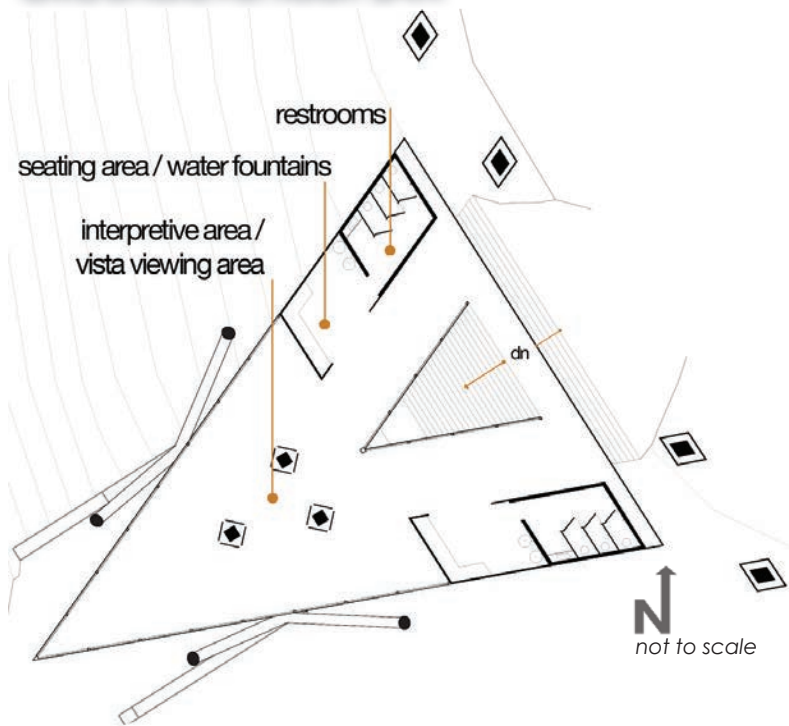 restrooms
seating area / water fountains
interpretive area /
vista viewing area
dn
N
not to scale